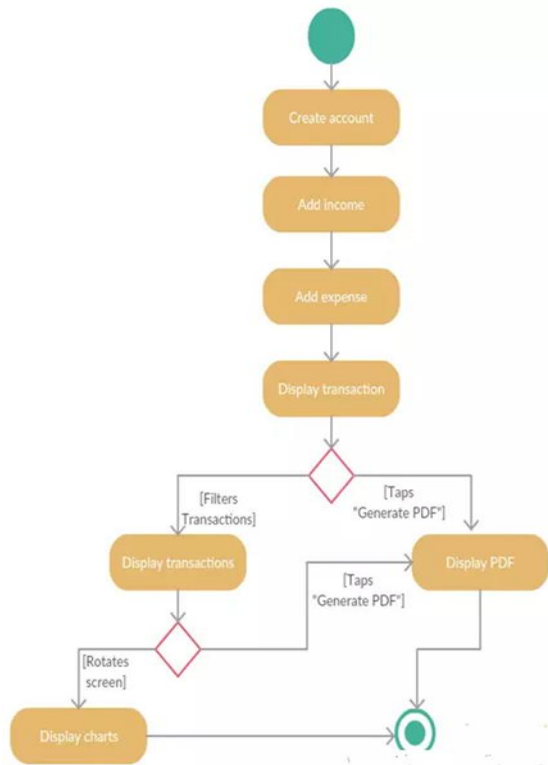 Create account
Add income
Add expense
Display transaction
[Filters
Transactions]
[Taps
"Generate PDF"]
Display transactions
Display PDF
[Taps
"Generate PDF"]
[Rotates
screen]
Display charts